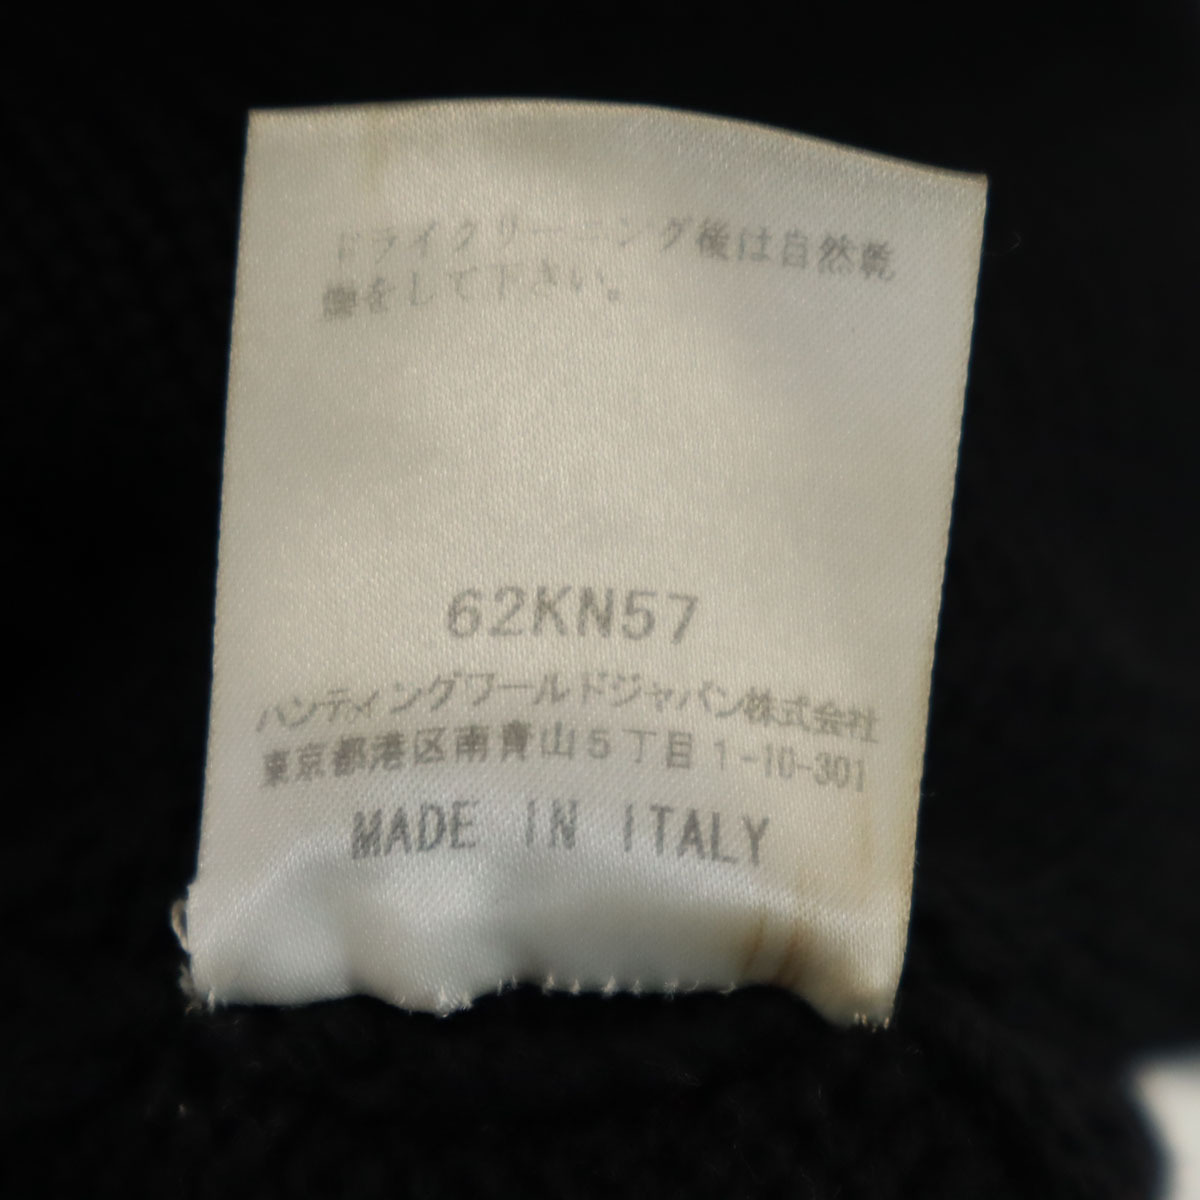 ドライクリーニング後は自然乾
燥をして下さい。
62KN57
ハンティングワールドジャパン株式会社
東京都港区南青山5丁目1-10-301
MADE IN ITALY